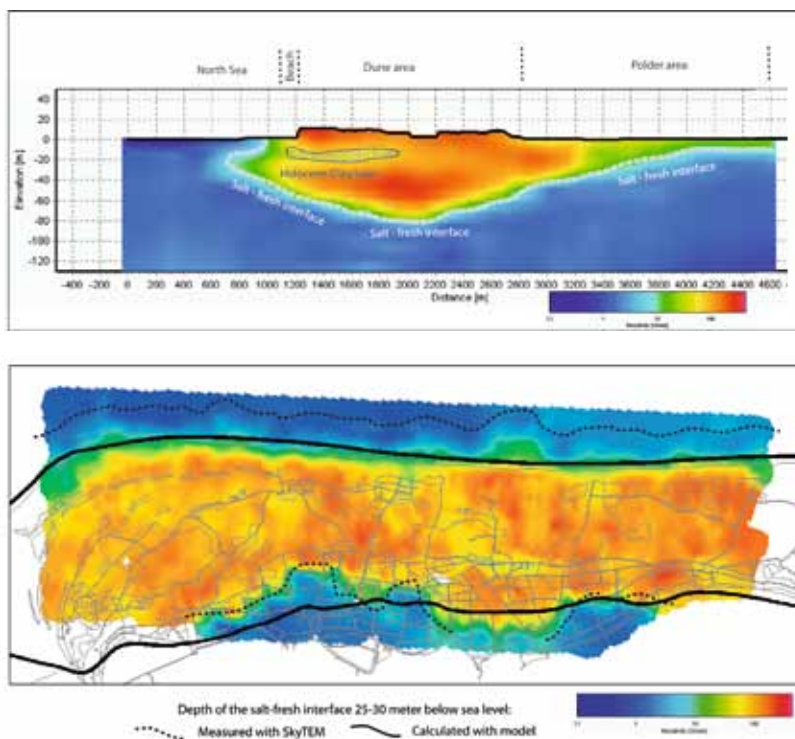 North Sea
Beach
Dune area
Polder area
Elevation [m]
40
20
0
-20
-40
-60
-80
-100
-120
Holocene Clay layer
Salt - fresh interface
Salt - fresh interface
Salt - fresh interface
-400 -200 0 200 400 600 800 1000 1200 1400 1600 1800 2000 2200 2400 2600 2800 3000 3200 3400 3600 3800 4000 4200 4400 4600
Distance [m]
Depth of the salt-fresh interface 25-30 meter below sea level:
Measured with SkyTEM
Calculated with model